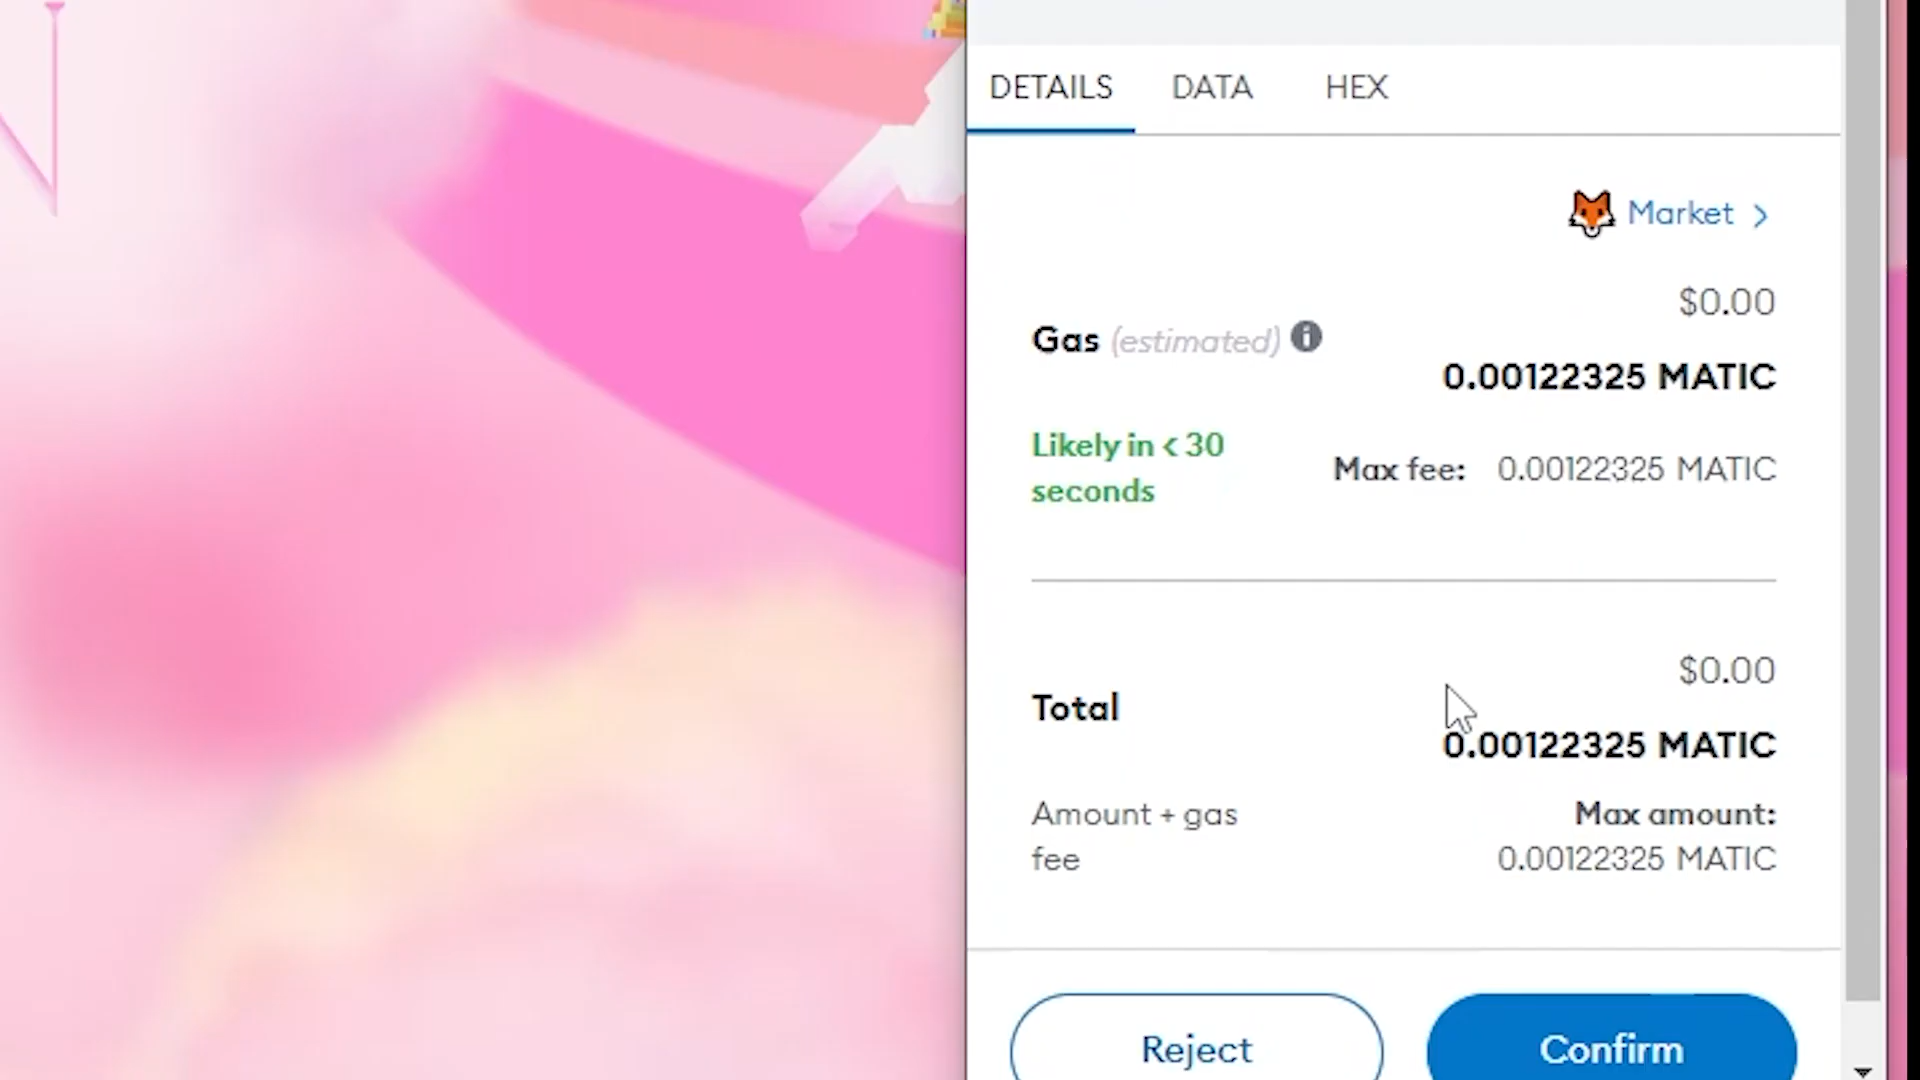 DETAILS DATA HEX
Market
$0.00
Gas (estimated)
0.00122325 MATIC
Likely in < 30
seconds
Max fee: 0.00122325 MATIC
$0.00
Total
0.00122325 MATIC
Amount + gas
fee
Max amount:
0.00122325 MATIC
Reject Confirm